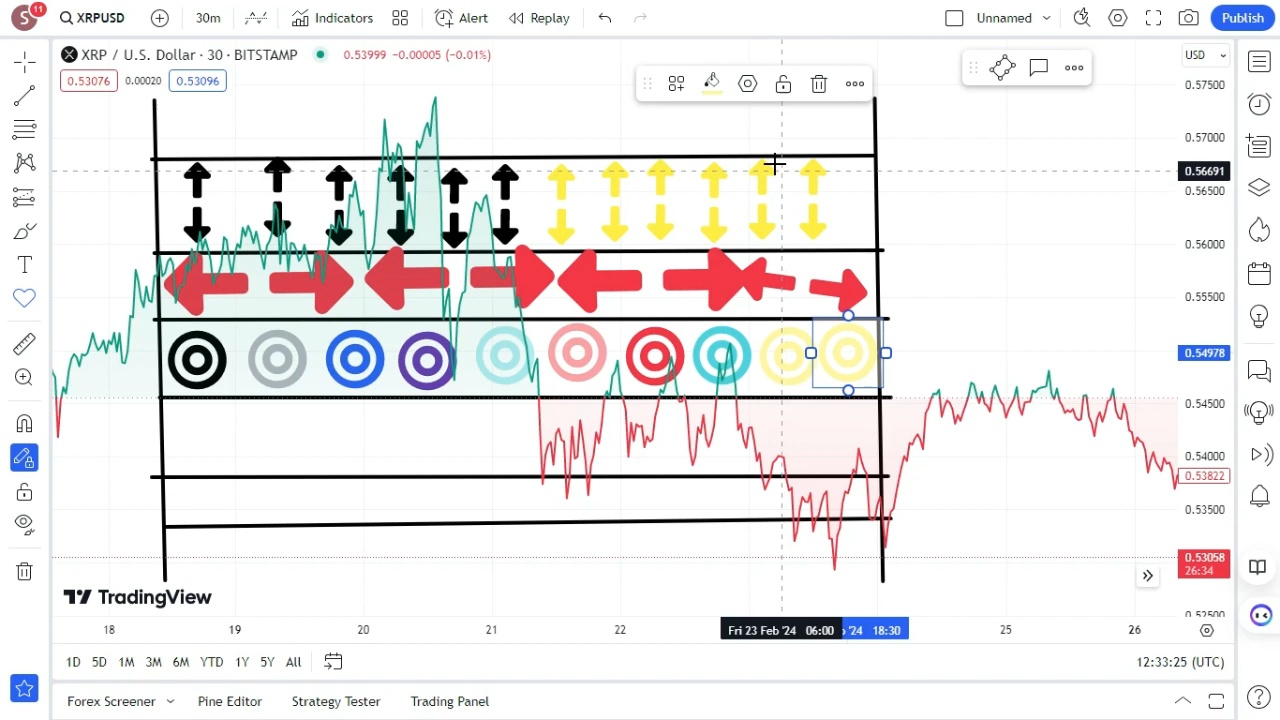 S 11 XRPUSD 30m Indicators Alert Replay Unnamed Publish
XRP / U.S. Dollar · 30 · BITSTAMP 0.53999 −0.00005 (−0.01%) USD
0.53076 0.00020 0.53096
0.57500
0.57000
0.56691
0.56500
0.56000
0.55500
0.54978
0.54500
0.54000
0.53822
0.53500
0.53058
26:34
TradingView
0.52500
18 19 20 21 22 Fri 23 Feb '24 06:00 '24 18:30 25 26
1D 5D 1M 3M 6M YTD 1Y 5Y All 12:33:25 (UTC)
Forex Screener Pine Editor Strategy Tester Trading Panel